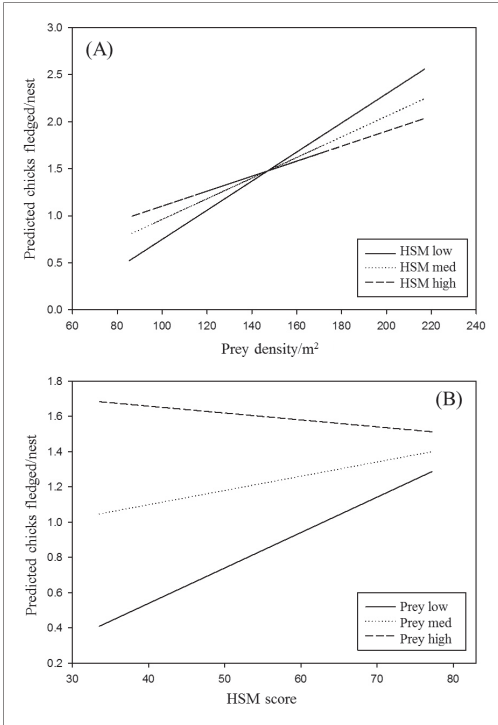 (A)
Predicted chicks fledged/nest
3.0
2.5
2.0
1.5
1.0
0.5
0.0
HSM low
HSM med
HSM high
60 80 100 120 140 160 180 200 220 240
Prey density/m²
(B)
Predicted chicks fledged/nest
1.8
1.6
1.4
1.2
1.0
0.8
0.6
0.4
0.2
Prey low
Prey med
Prey high
30 40 50 60 70 80
HSM score